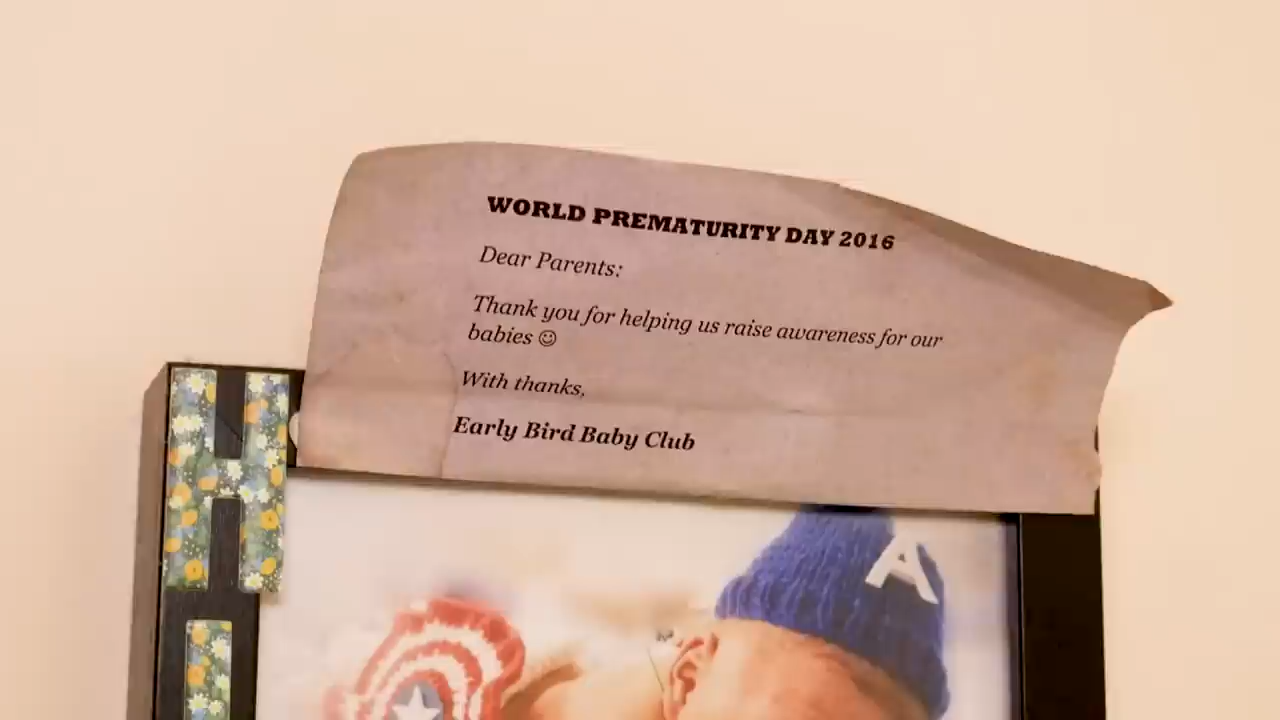 WORLD PREMATURITY DAY 2016
Dear Parents:
Thank you for helping us raise awareness for our
babies ☺
With thanks,
Early Bird Baby Club
H
A